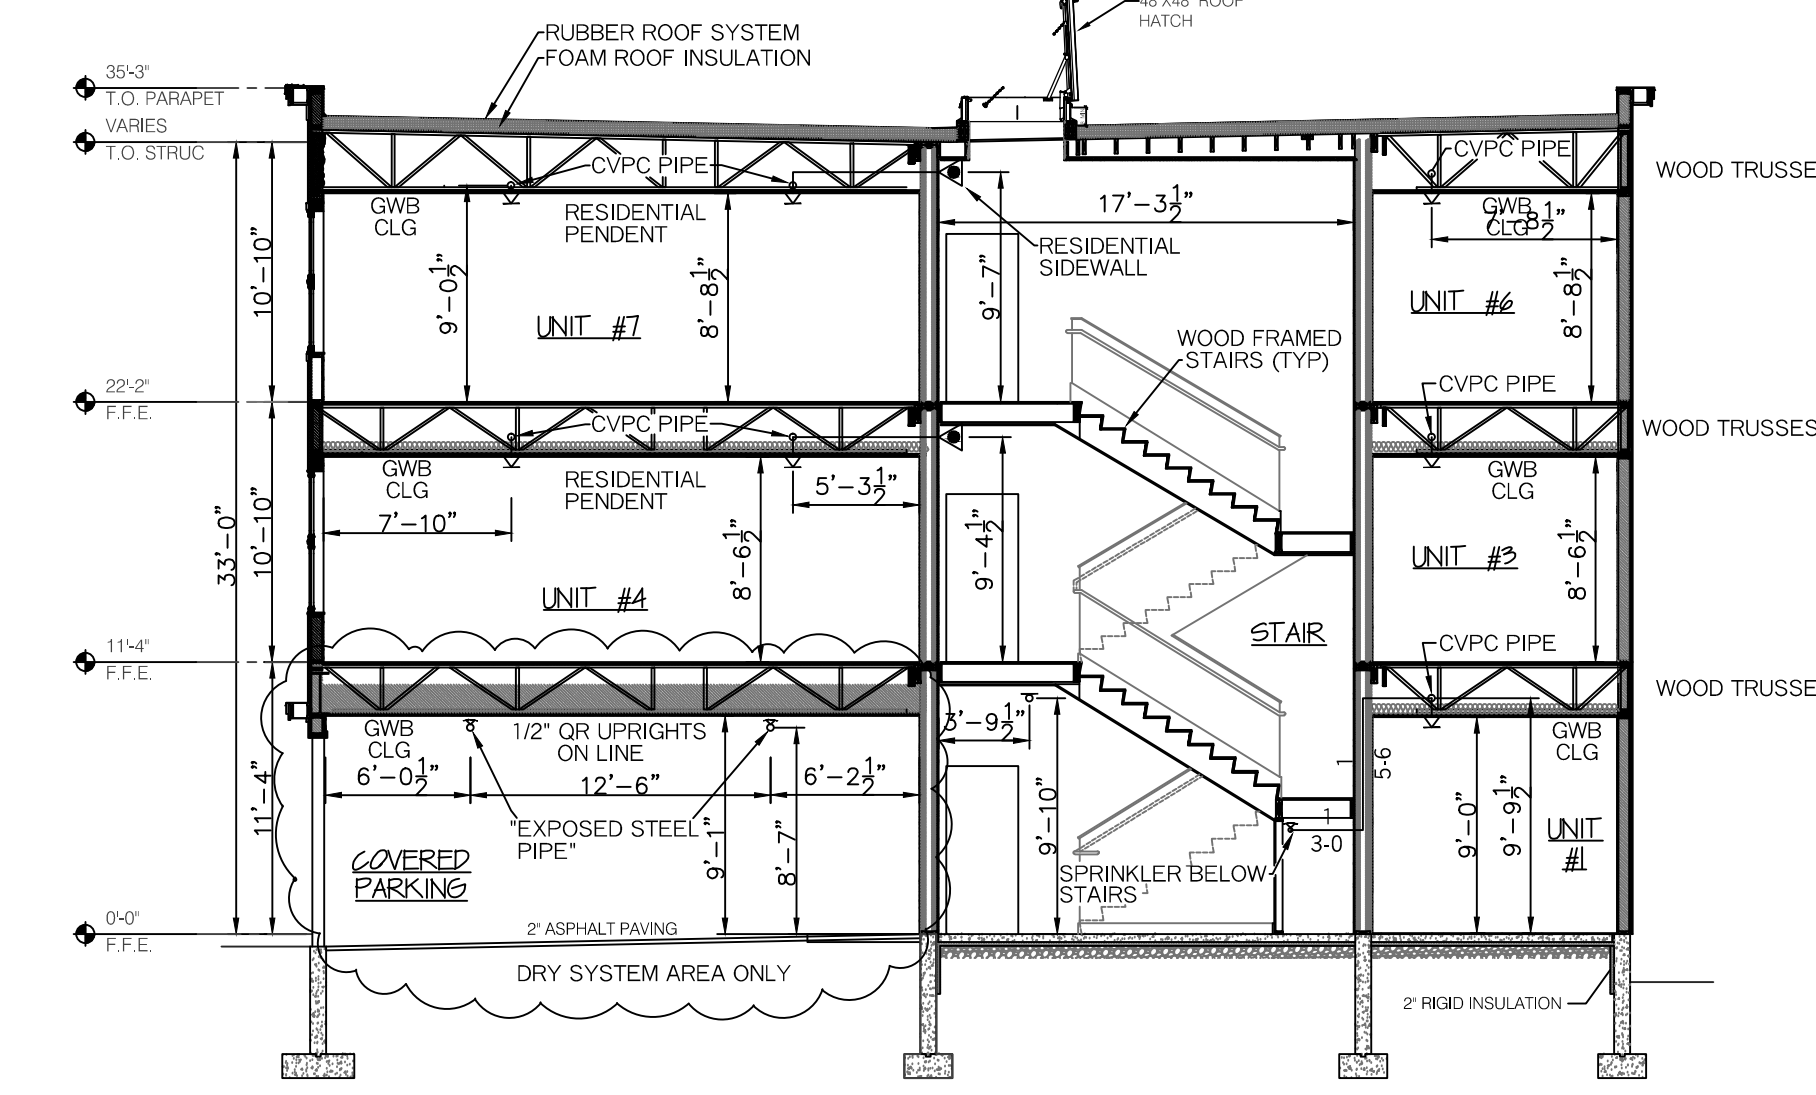 48"X48" ROOF
HATCH
RUBBER ROOF SYSTEM
FOAM ROOF INSULATION
35'-3"
T.O. PARAPET
VARIES
T.O. STRUC
CVPC PIPE
CVPC PIPE
WOOD TRUSSE
GWB
CLG
RESIDENTIAL
PENDENT
17'-3 1/2"
GWB
CLG
7'-8 1/2"
RESIDENTIAL
SIDEWALL
10'-10"
9'-0 1/2"
8'-8 1/2"
9'-7"
8'-8 1/2"
UNIT #7
UNIT #6
WOOD FRAMED
STAIRS (TYP)
22'-2"
F.F.E.
CVPC PIPE
CVPC PIPE
WOOD TRUSSES
GWB
CLG
RESIDENTIAL
PENDENT
GWB
CLG
5'-3 1/2"
7'-10"
33'-0"
10'-10"
8'-6 1/2"
9'-4 1/2"
8'-6 1/2"
UNIT #4
UNIT #3
STAIR
11'-4"
F.F.E.
CVPC PIPE
WOOD TRUSSE
GWB
CLG
1/2" QR UPRIGHTS
ON LINE
3'-9 1/2"
GWB
CLG
6'-0 1/2"
12'-6"
6'-2 1/2"
1
5-6
11'-4"
"EXPOSED STEEL
PIPE"
9'-1"
8'-7"
9'-10"
1
3-0
9'-0"
9'-9 1/2"
UNIT
#1
COVERED
PARKING
SPRINKLER BELOW
STAIRS
0'-0"
F.F.E.
2" ASPHALT PAVING
DRY SYSTEM AREA ONLY
2" RIGID INSULATION